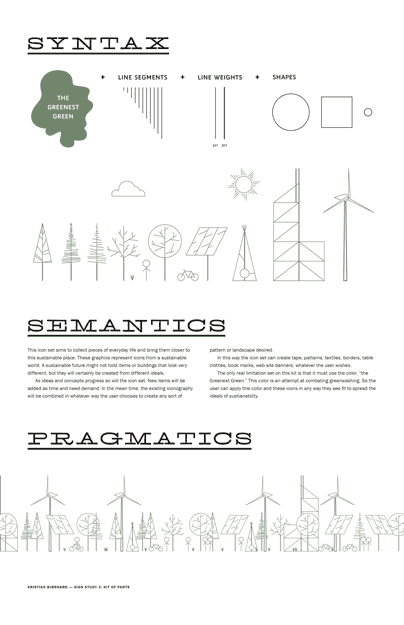 SYNTAX
THE
GREENEST
GREEN
+ LINE SEGMENTS + LINE WEIGHTS + SHAPES
SEMANTICS
This icon set aims to collect pieces of everyday life and bring them closer to
this sustainable place. These graphics represent icons from a sustainable
world. A sustainable future might not hold items or buildings that look very
different, but they will certainly be created from different ideals.
As ideas and concepts progress so will the icon set. New items will be
added as time and need demand. In the mean time, the existing iconography
will be combined in whatever way the user chooses to create any sort of
pattern or landscape desired.
In this way the icon set can create tape, patterns, textiles, borders, table
clothes, book marks, web site banners, whatever the user wishes.
The only real limitation set on this kit is that it must use the color, "the
Greenest Green." This color is an attempt at combating greenwashing. So the
user can apply this color and these icons in any way they see fit to spread the
ideals of sustainability.
PRAGMATICS
KRISTIAN BJØRNARD — SIGN STUDY 2: KIT OF PARTS